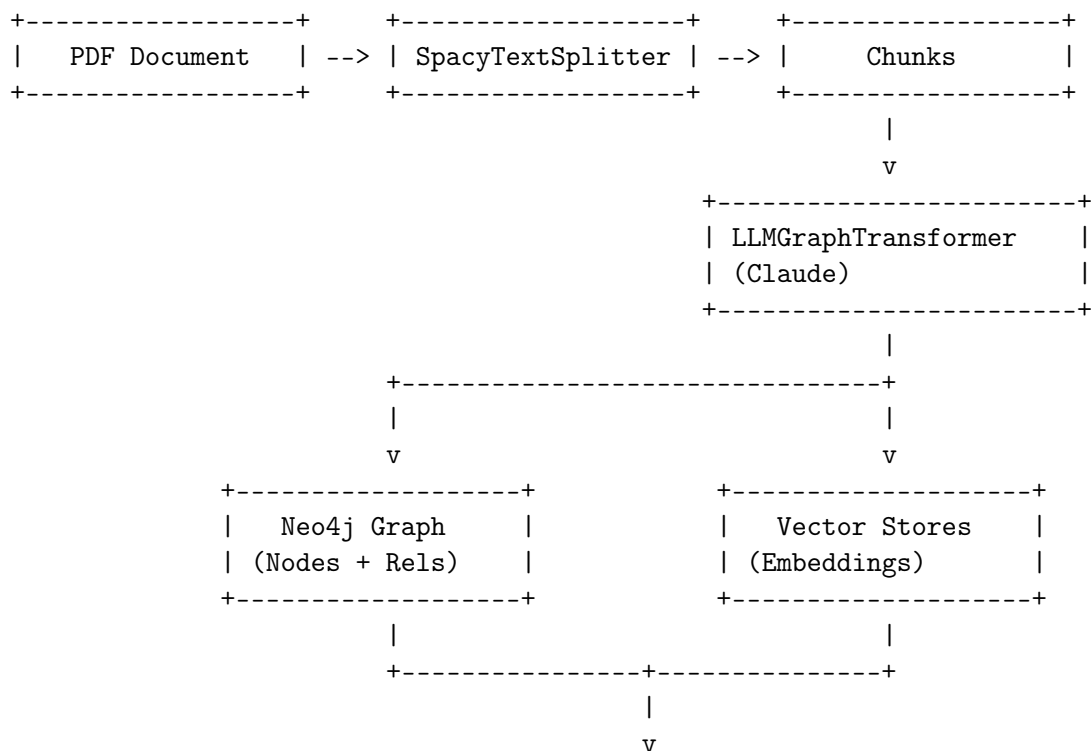 PDF Document --> SpacyTextSplitter --> Chunks
v
LLMGraphTransformer
(Claude)
v v
Neo4j Graph Vector Stores
(Nodes + Rels) (Embeddings)
v